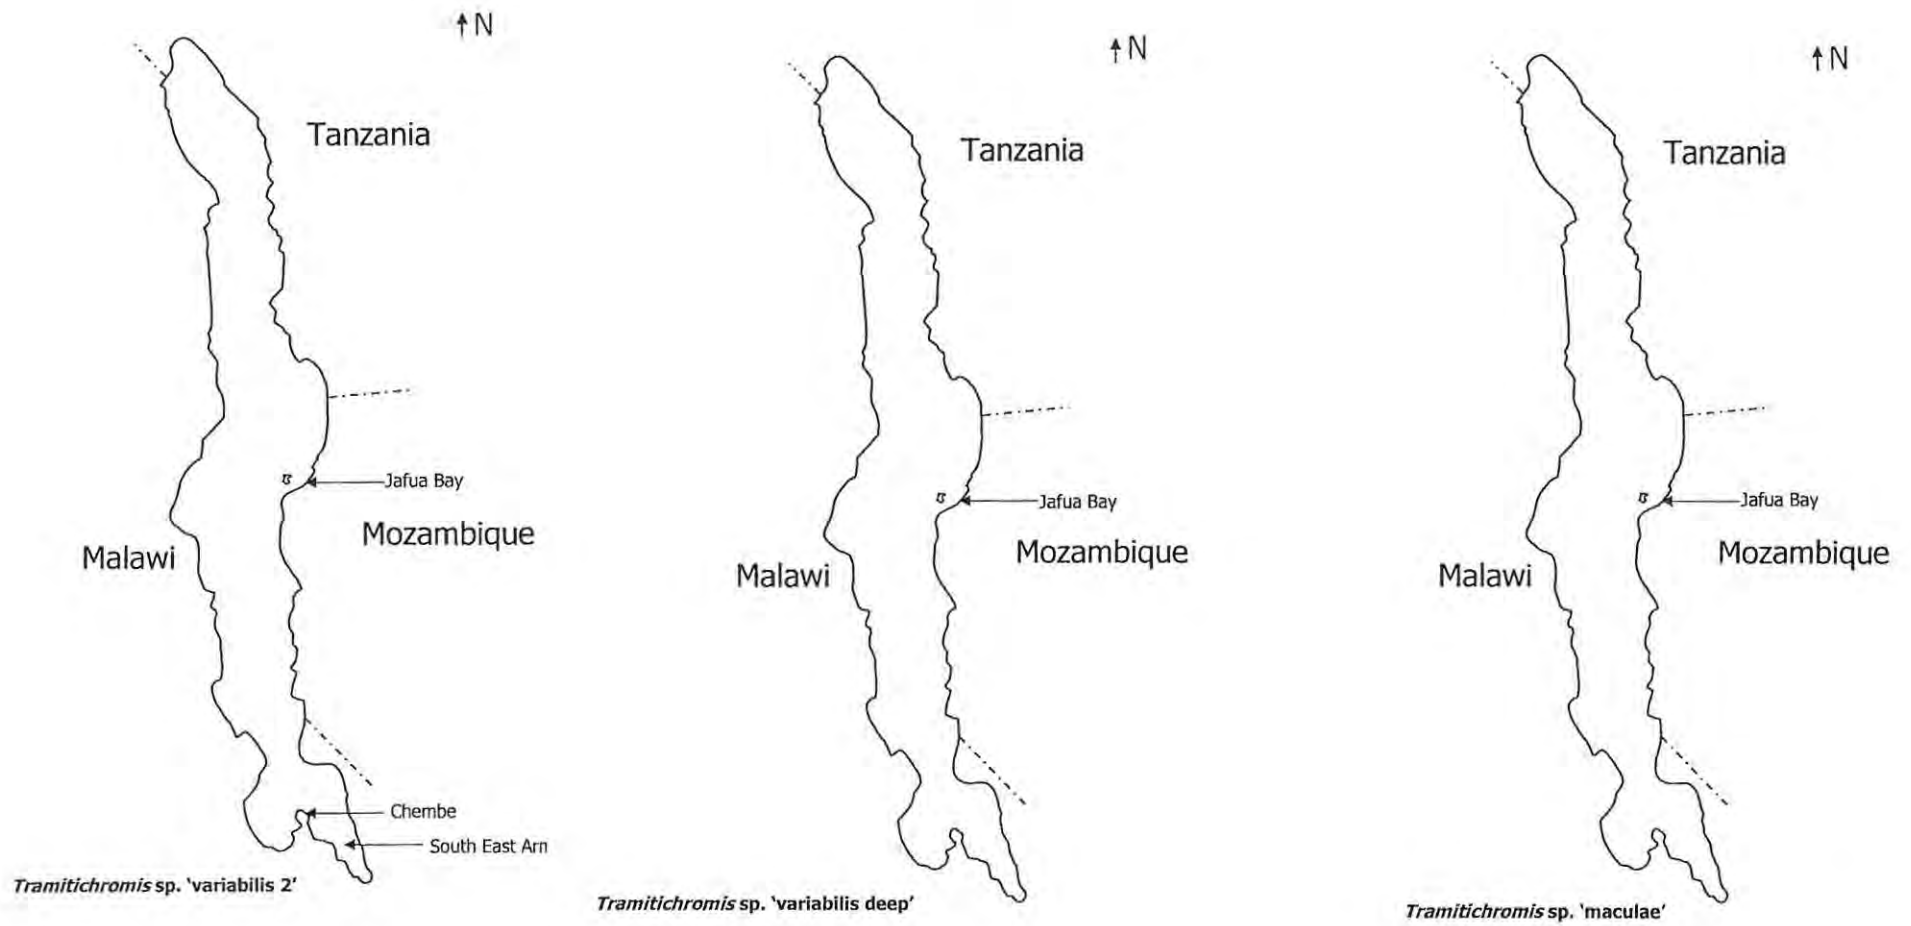 N
Tanzania
Jafua Bay
Mozambique
Malawi
Chembe
South East Arn
Tramitichromis sp. ‘variabilis 2’
N
Tanzania
Jafua Bay
Mozambique
Malawi
Tramitichromis sp. ‘variabilis deep’
N
Tanzania
Jafua Bay
Mozambique
Malawi
Tramitichromis sp. ‘maculae’